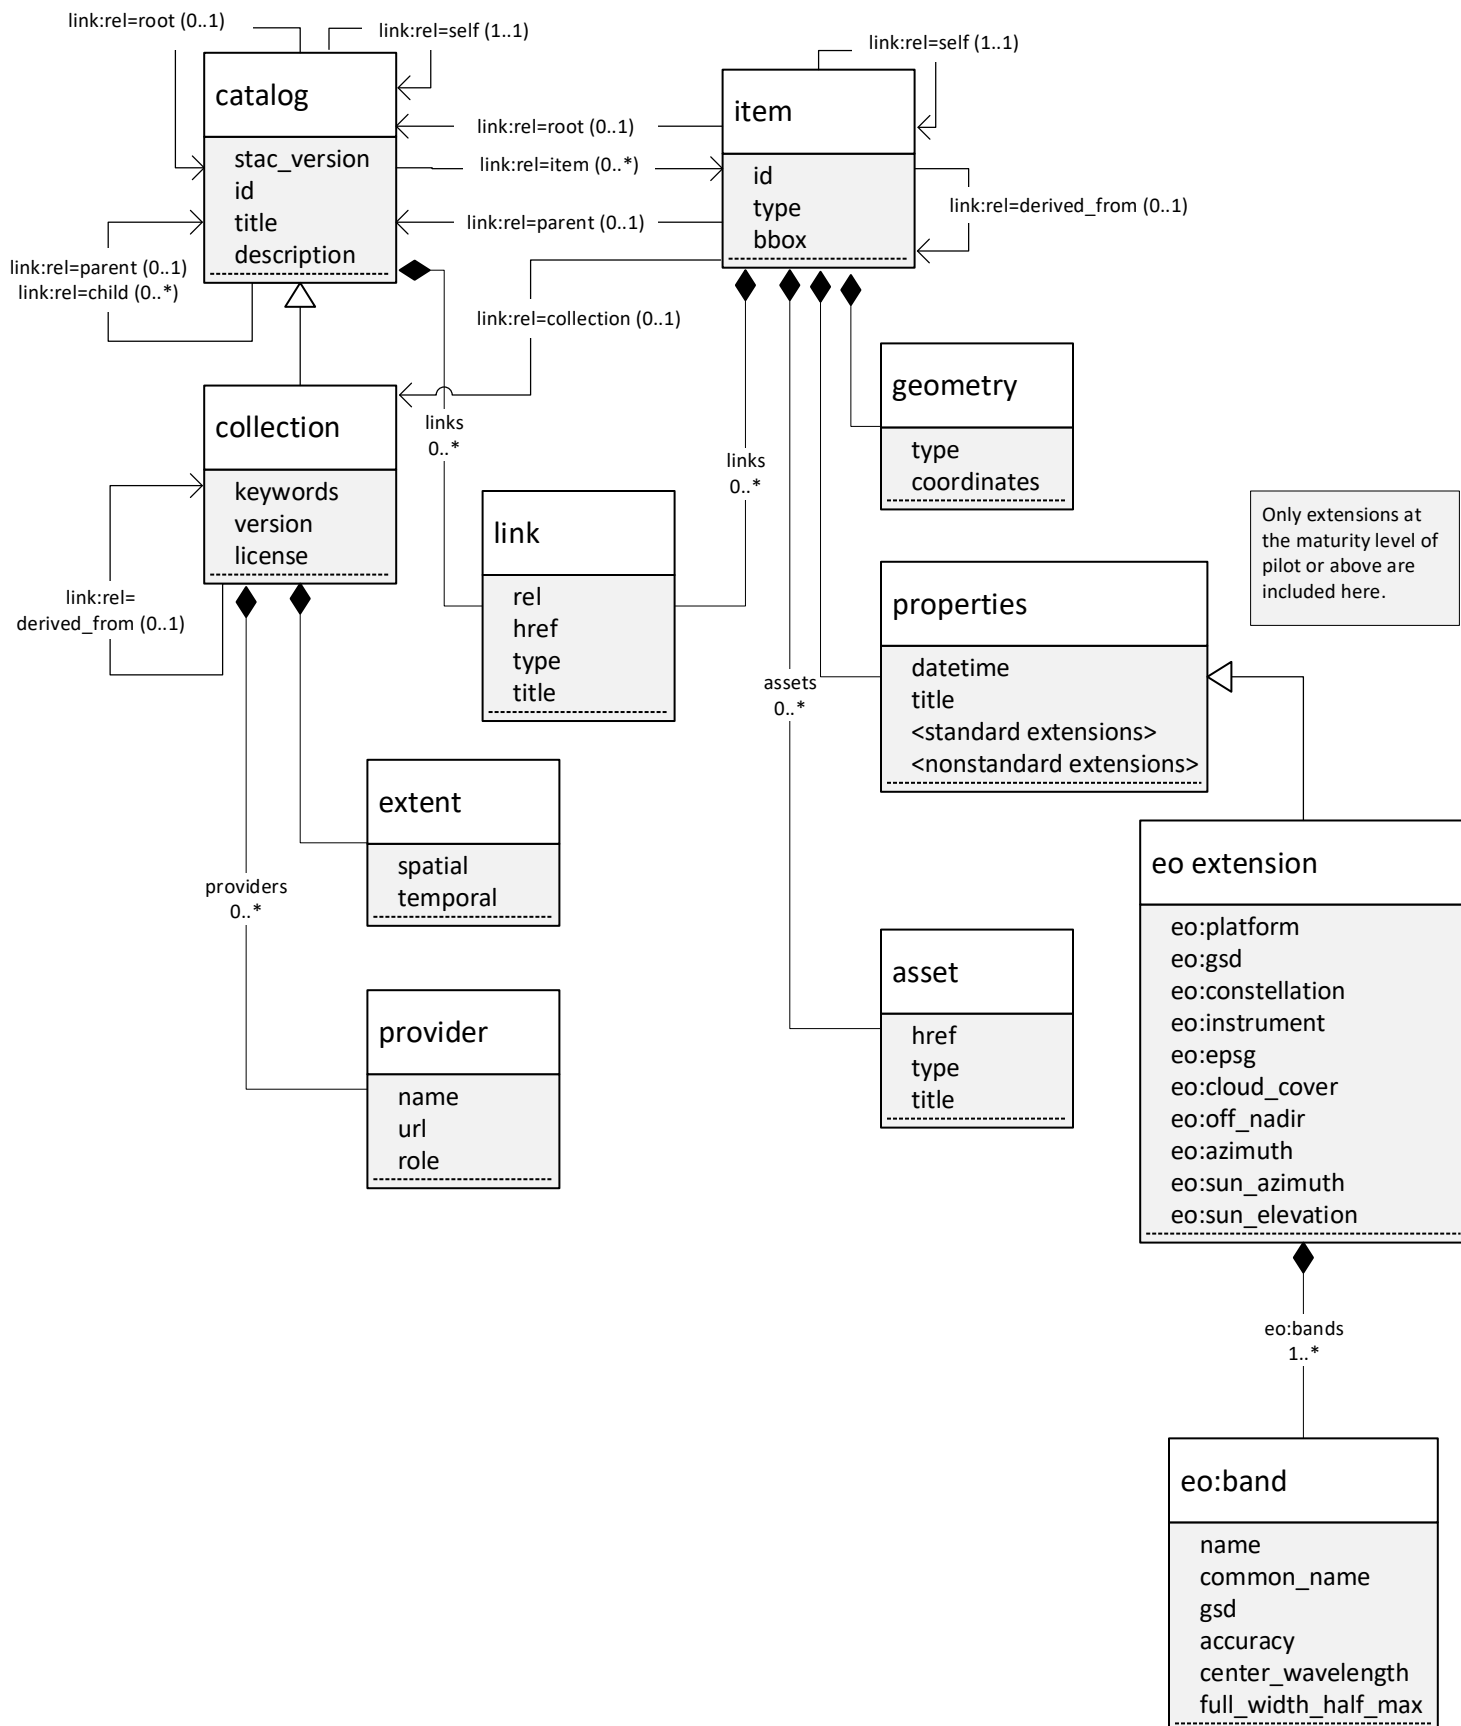 link:rel=root (0..1)
link:rel=self (1..1)
link:rel=self (1..1)
catalog
stac_version
id
title
description
link:rel=root (0..1)
link:rel=item (0..*)
link:rel=parent (0..1)
item
id
type
bbox
link:rel=derived_from (0..1)
link:rel=parent (0..1)
link:rel=child (0..*)
link:rel=collection (0..1)
collection
keywords
version
license
link:rel=
derived_from (0..1)
links
0..*
links
0..*
geometry
type
coordinates
link
rel
href
type
title
Only extensions at
the maturity level of
pilot or above are
included here.
properties
datetime
title
<standard extensions>
<nonstandard extensions>
assets
0..*
extent
spatial
temporal
providers
0..*
provider
name
url
role
asset
href
type
title
eo extension
eo:platform
eo:gsd
eo:constellation
eo:instrument
eo:epsg
eo:cloud_cover
eo:off_nadir
eo:azimuth
eo:sun_azimuth
eo:sun_elevation
eo:bands
1..*
eo:band
name
common_name
gsd
accuracy
center_wavelength
full_width_half_max